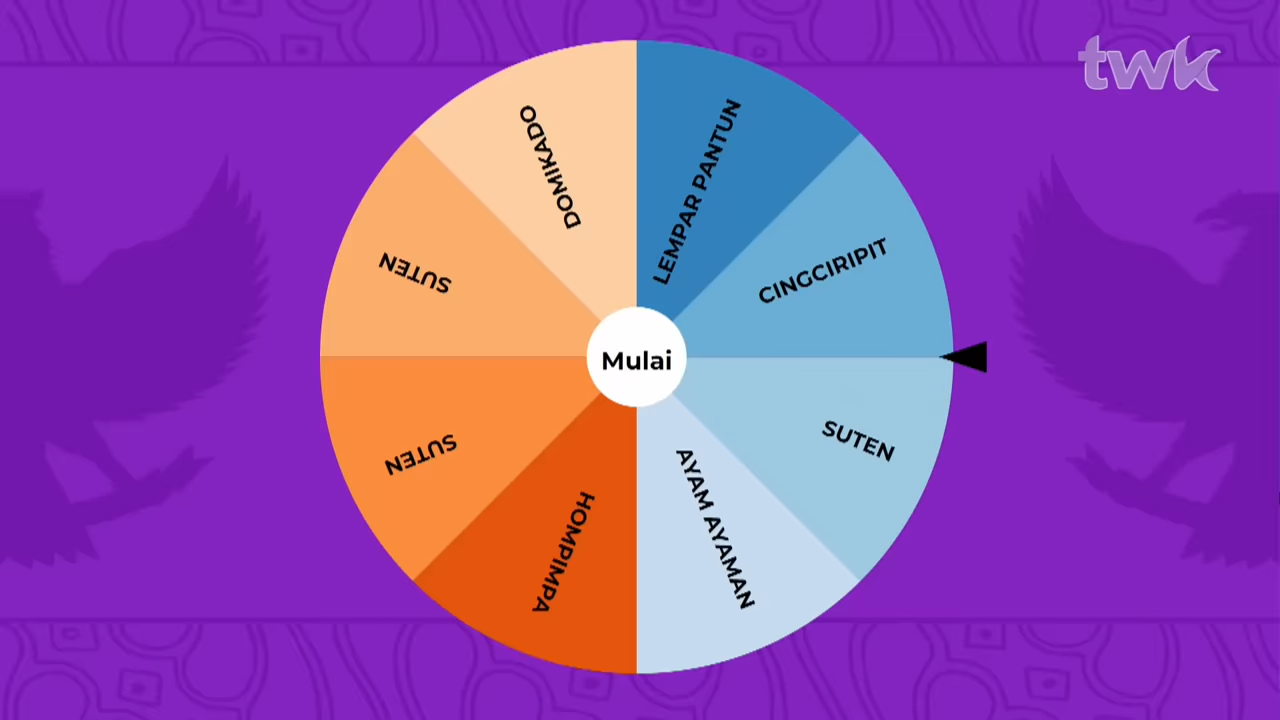 twk
DOMIKADO
LEMPAR PANTUN
CINGCIRIPIT
SUTEN
AYAM AYAMAN
HOMPIMPA
SUTEN
SUTEN
Mulai